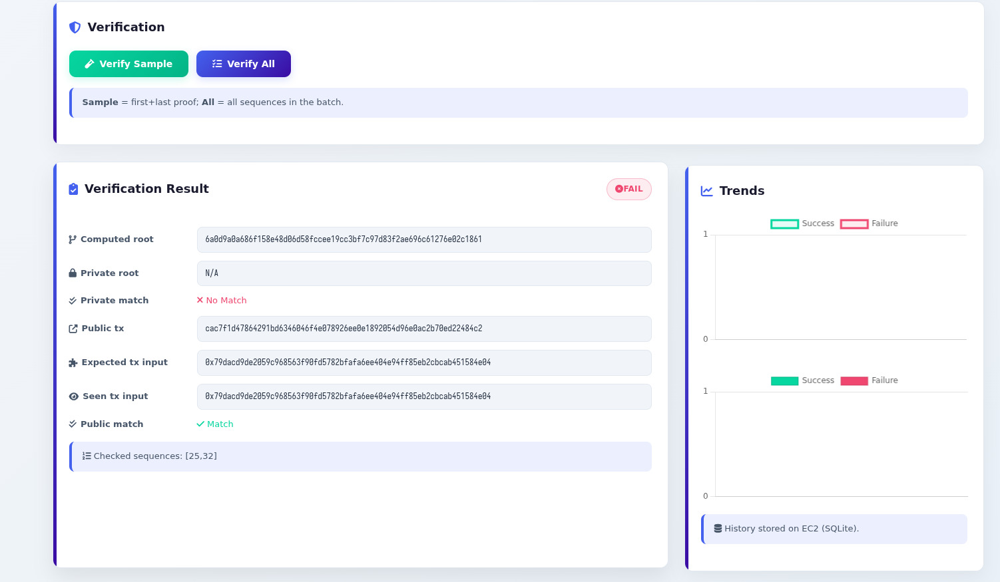 Verification
Verify Sample
Verify All
Sample = first+last proof; All = all sequences in the batch.
Verification Result
FAIL
Computed root
6a0d9a0a686f158e48d06d58fccee19cc3bf7c97d83f2ae696c61276e02c1861
Private root
N/A
Private match
No Match
Public tx
cac7f1d47864291bd6346046f4e078926ee0e1892054d96e0ac2b70ed22484c2
Expected tx input
0x79dacd9de2059c968563f90fd5782bfafa6ee404e94ff85eb2cbcab451584e04
Seen tx input
0x79dacd9de2059c968563f90fd5782bfafa6ee404e94ff85eb2cbcab451584e04
Public match
Match
Checked sequences: [25,32]
Trends
Success Failure
1
0
Success Failure
1
0
History stored on EC2 (SQLite).